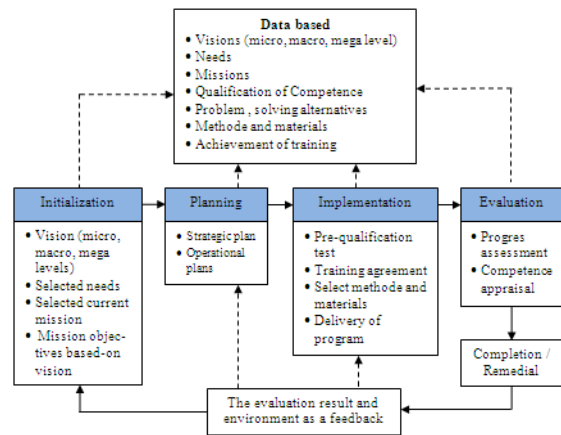 Data based
• Visions (micro, macro, mega level)
• Needs
• Missions
• Qualification of Competence
• Problem , solving alternatives
• Methode and materials
• Achievement of training
Initialization
• Vision (micro,
macro, mega
levels)
• Selected needs
• Selected current
mission
• Mission objec-
tives based-on
vision
Planning
• Strategic plan
• Operational
plans
Implementation
• Pre-qualification
test
• Training agreement
• Select methode and
materials
• Delivery of
program
Evaluation
• Progres
assessment
• Competence
appraisal
Completion /
Remedial
The evaluation result and
environment as a feedback